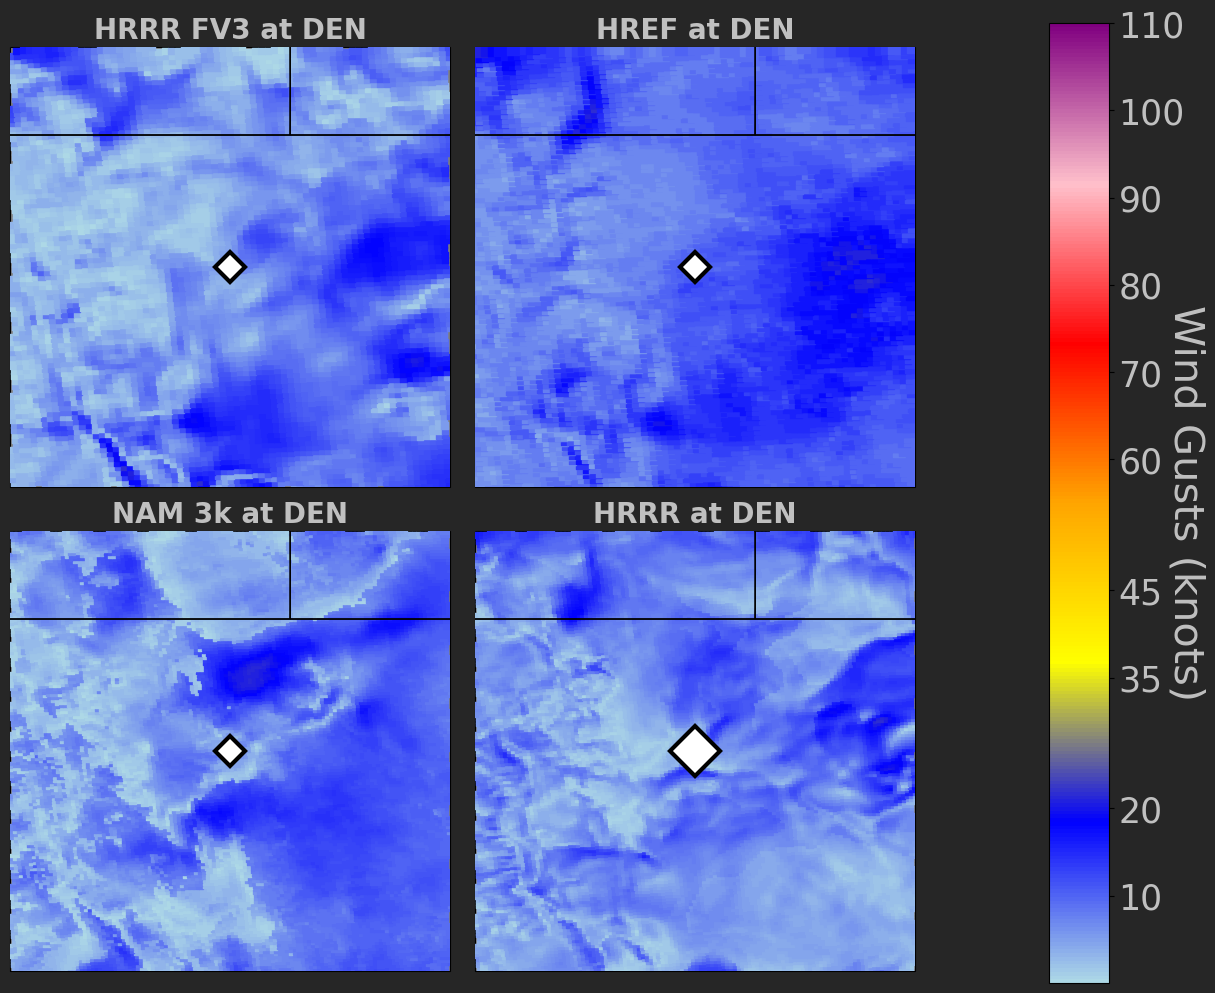 HRRR FV3 at DEN
HREF at DEN
NAM 3k at DEN
HRRR at DEN
110
100
90
80
70
60
45
35
20
10
Wind Gusts (knots)